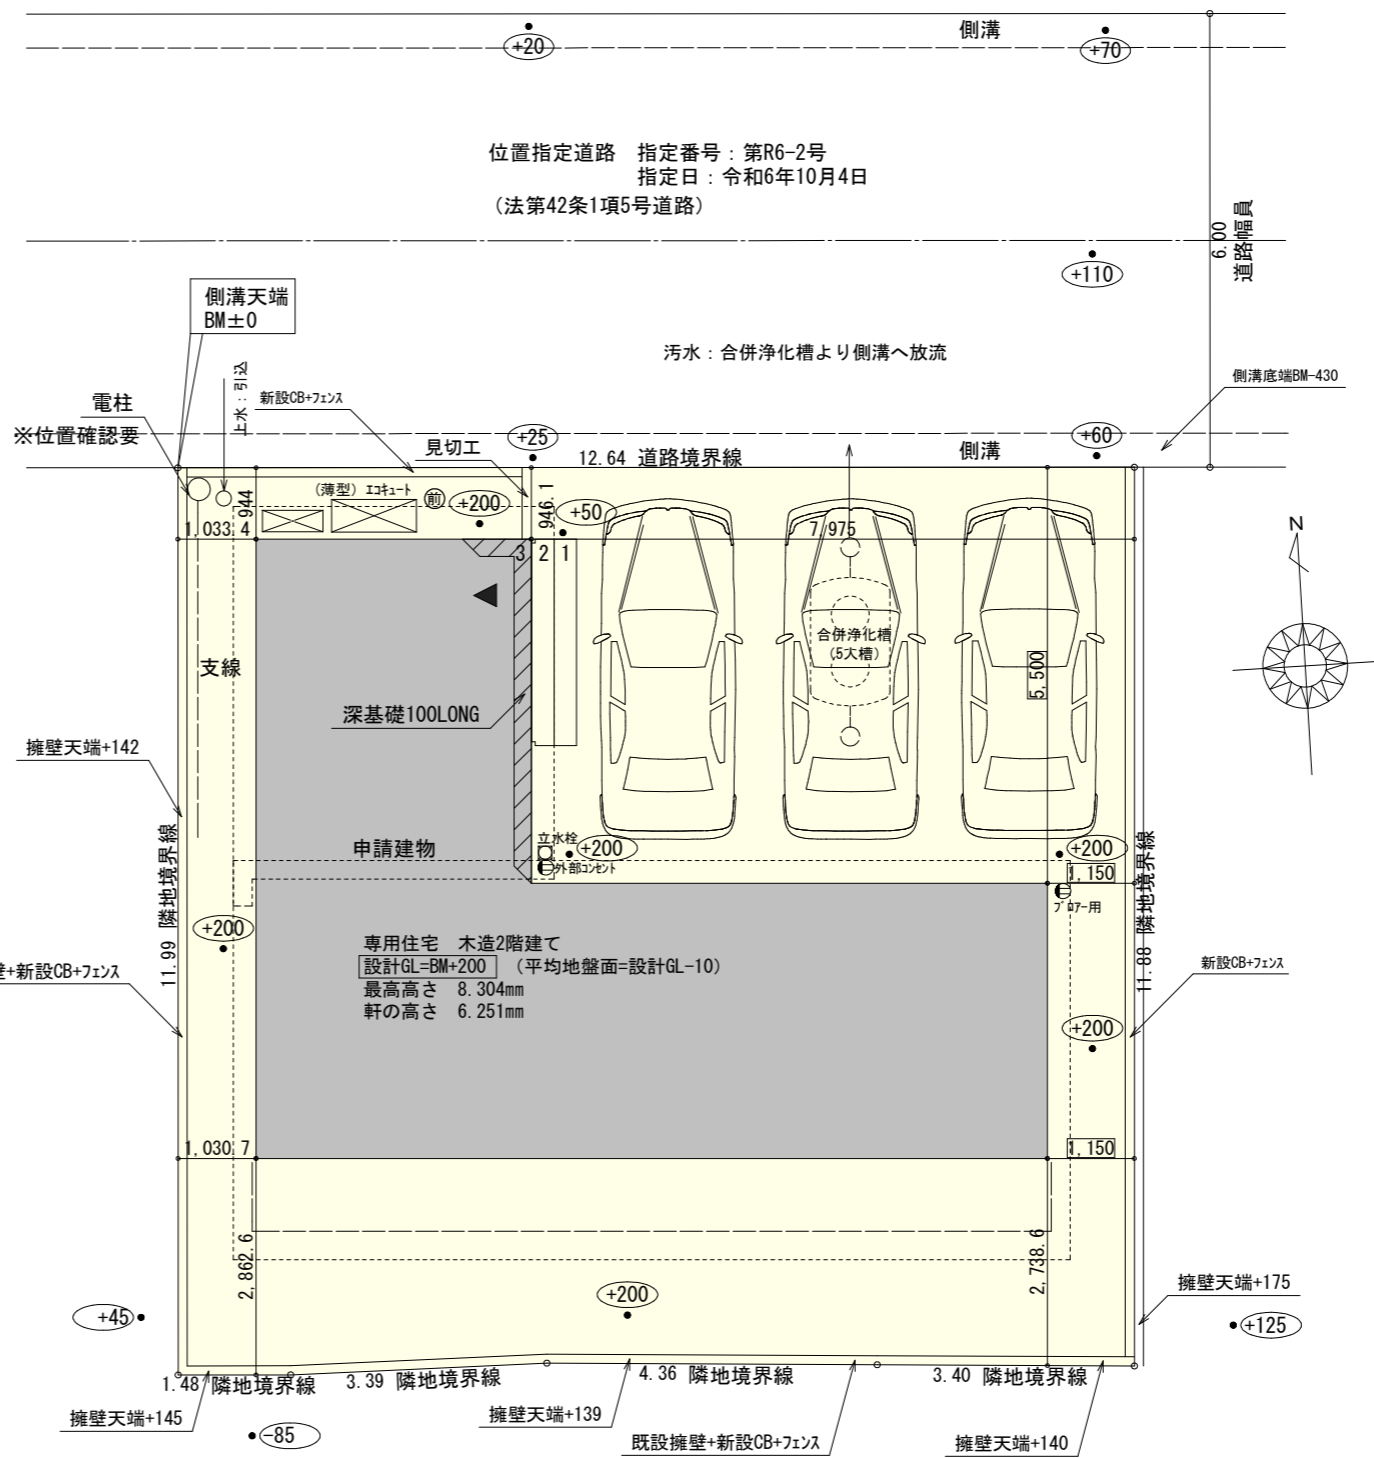 側溝
+20
+70
位置指定道路　指定番号：第R6-2号
指定日：令和6年10月4日
（法第42条1項5号道路）
+110
6.00
道路幅員
側溝天端
BM±0
汚水：合併浄化槽より側溝へ放流
側溝底端BM-430
上水：引込
新設CB+フェンス
電柱
※位置確認要
見切工
+25
12.64 道路境界線
側溝
+60
(薄型) エコキュート
前
+200
944
946.1
+50
1,033.4
7,975
3 2 1
N
合併浄化槽
(5人槽)
5,500
支線
深基礎100LONG
擁壁天端+142
11.99 隣地境界線
申請建物
立水栓
+200
外部コンセント
+200
1,150
ブロアー用
11.88 隣地境界線
+200
専用住宅　木造2階建て
設計GL=BM+200　（平均地盤面=設計GL-10）
最高高さ　8.304mm
軒の高さ　6.251mm
壁+新設CB+フェンス
新設CB+フェンス
+200
1,030.7
1,150
2,862.6
2,738.6
+200
+45
擁壁天端+175
+125
1.48 隣地境界線
3.39 隣地境界線
4.36 隣地境界線
3.40 隣地境界線
擁壁天端+145
擁壁天端+139
-85
既設擁壁+新設CB+フェンス
擁壁天端+140